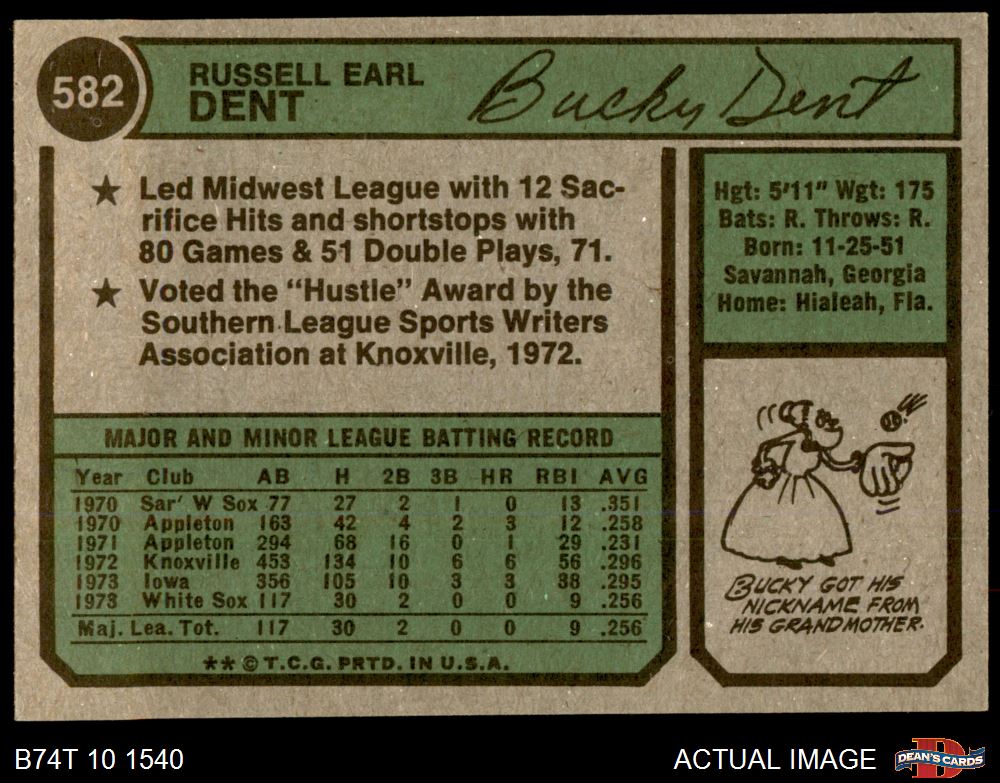 582
RUSSELL EARL
DENT
Bucky Dent
★ Led Midwest League with 12 Sac-
rifice Hits and shortstops with
80 Games & 51 Double Plays, 71.
★ Voted the "Hustle" Award by the
Southern League Sports Writers
Association at Knoxville, 1972.
Hgt: 5'11" Wgt: 175
Bats: R. Throws: R.
Born: 11-25-51
Savannah, Georgia
Home: Hialeah, Fla.
MAJOR AND MINOR LEAGUE BATTING RECORD
Year Club AB H 2B 3B HR RBI AVG
1970 Sar' W Sox 77 27 2 1 0 13 .351
1970 Appleton 163 42 4 2 3 12 .258
1971 Appleton 294 68 16 0 1 29 .231
1972 Knoxville 453 134 10 6 6 56 .296
1973 Iowa 356 105 10 3 3 38 .295
1973 White Sox 117 30 2 0 0 9 .256
Maj. Lea. Tot. 117 30 2 0 0 9 .256
** © T.C.G. PRTD. IN U.S.A.
BUCKY GOT HIS
NICKNAME FROM
HIS GRANDMOTHER.
B74T 10 1540
ACTUAL IMAGE
D
DEAN'S CARDS